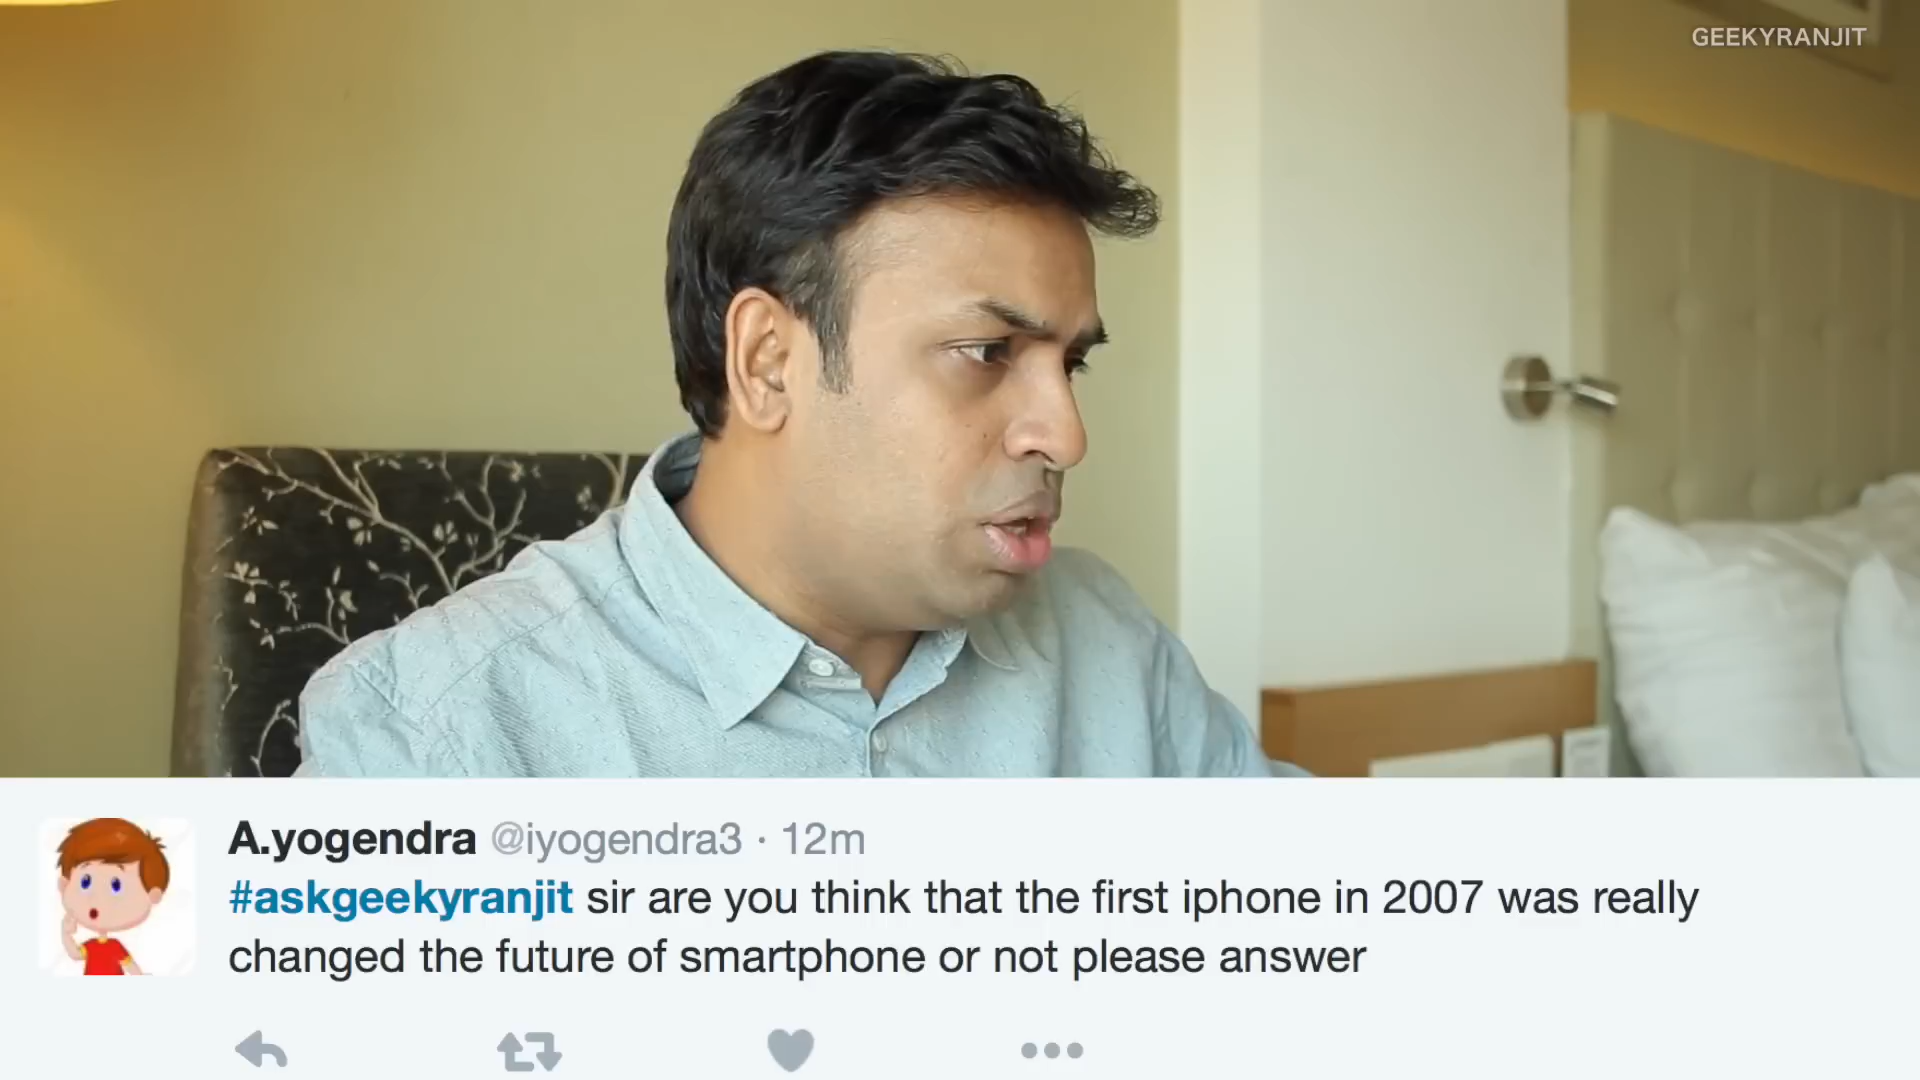 GEEKYRANJIT
A.yogendra @iyogendra3 · 12m
#askgeekyranjit sir are you think that the first iphone in 2007 was really
changed the future of smartphone or not please answer